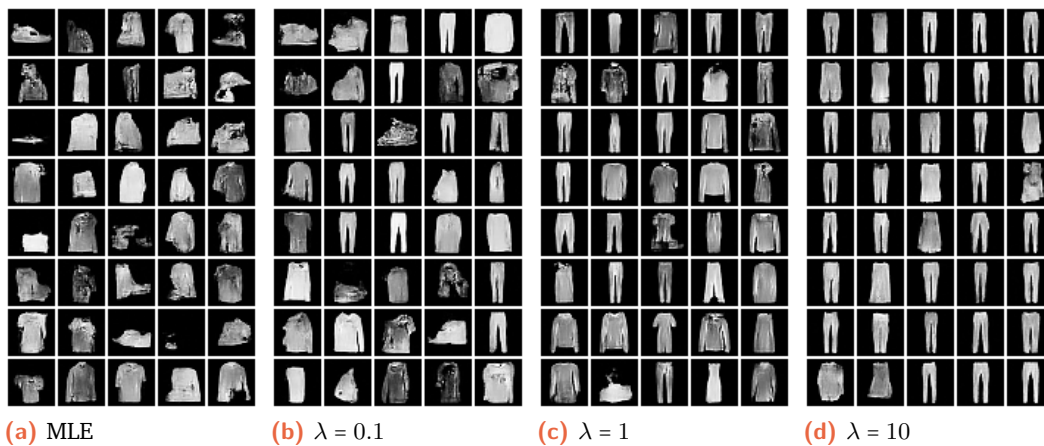 (a) MLE
(b) λ = 0.1
(c) λ = 1
(d) λ = 10